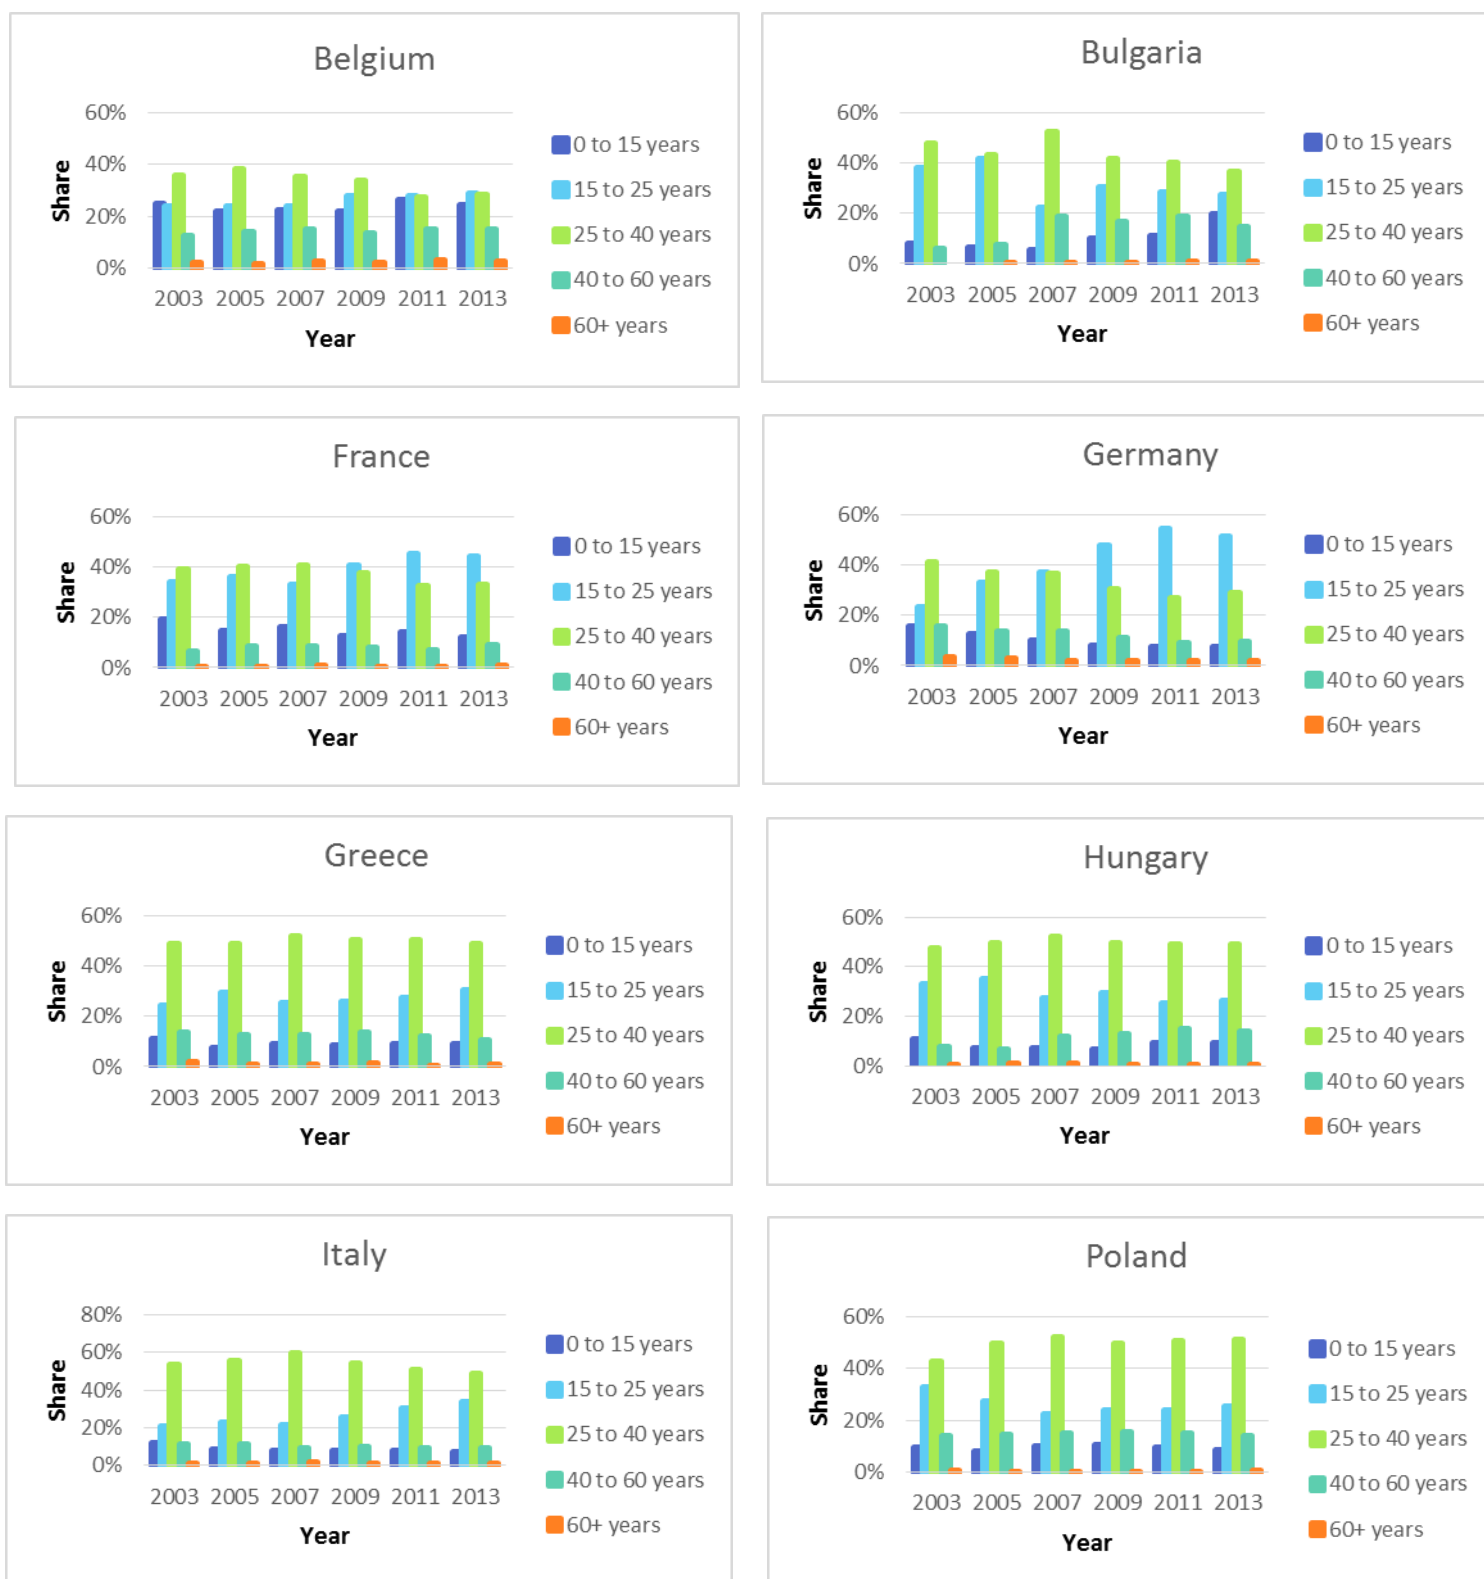 Belgium
60%
40%
20%
0%
Share
2003 2005 2007 2009 2011 2013
Year
0 to 15 years
15 to 25 years
25 to 40 years
40 to 60 years
60+ years
Bulgaria
60%
40%
20%
0%
Share
2003 2005 2007 2009 2011 2013
Year
0 to 15 years
15 to 25 years
25 to 40 years
40 to 60 years
60+ years
France
60%
40%
20%
0%
Share
2003 2005 2007 2009 2011 2013
Year
0 to 15 years
15 to 25 years
25 to 40 years
40 to 60 years
60+ years
Germany
60%
40%
20%
0%
Share
2003 2005 2007 2009 2011 2013
Year
0 to 15 years
15 to 25 years
25 to 40 years
40 to 60 years
60+ years
Greece
60%
40%
20%
0%
Share
2003 2005 2007 2009 2011 2013
Year
0 to 15 years
15 to 25 years
25 to 40 years
40 to 60 years
60+ years
Hungary
60%
40%
20%
0%
Share
2003 2005 2007 2009 2011 2013
Year
0 to 15 years
15 to 25 years
25 to 40 years
40 to 60 years
60+ years
Italy
80%
60%
40%
20%
0%
Share
2003 2005 2007 2009 2011 2013
Year
0 to 15 years
15 to 25 years
25 to 40 years
40 to 60 years
60+ years
Poland
60%
40%
20%
0%
Share
2003 2005 2007 2009 2011 2013
Year
0 to 15 years
15 to 25 years
25 to 40 years
40 to 60 years
60+ years